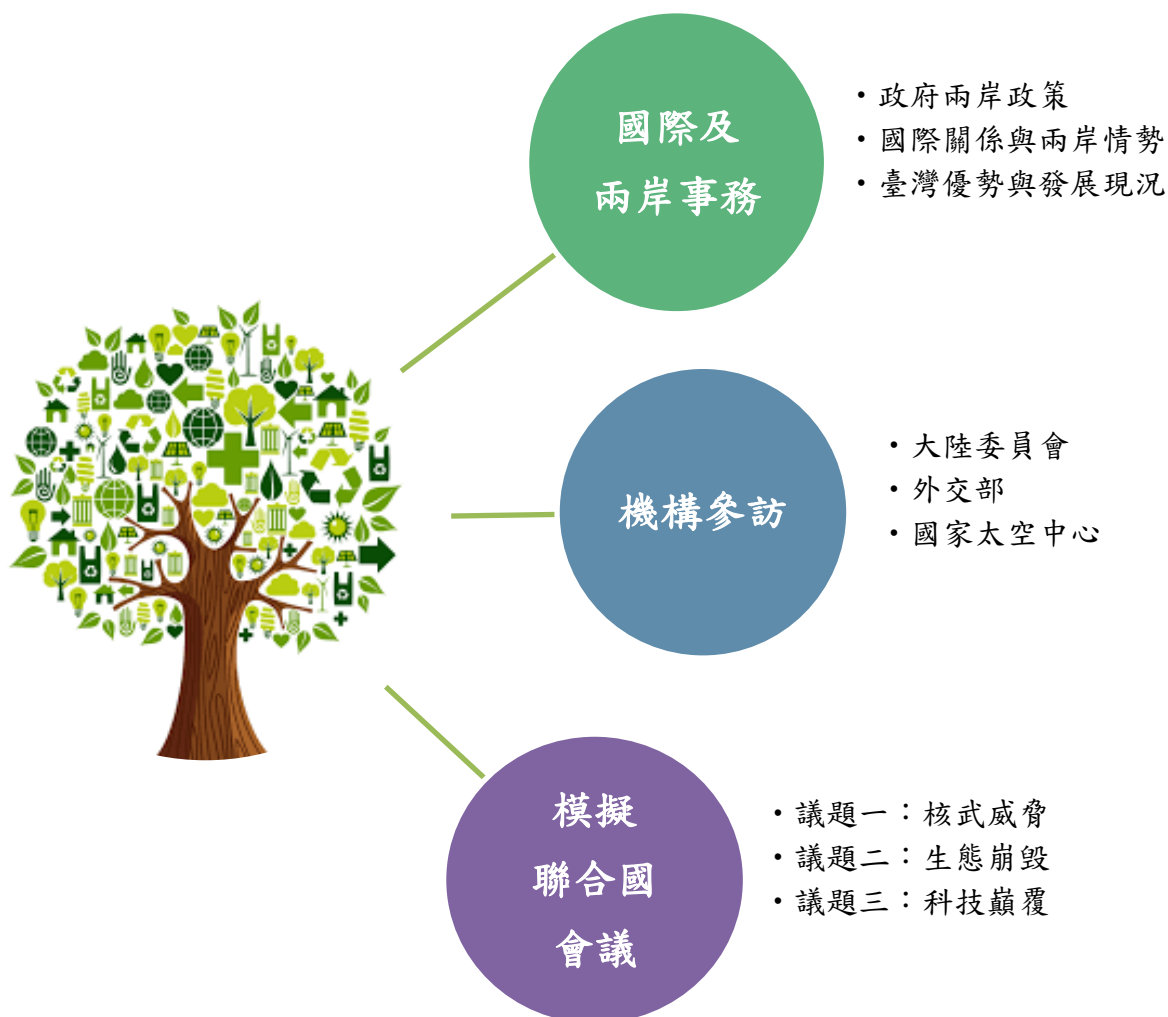 國際及
兩岸事務
・政府兩岸政策
・國際關係與兩岸情勢
・臺灣優勢與發展現況
機構參訪
・大陸委員會
・外交部
・國家太空中心
模擬
聯合國
會議
・議題一：核武威脅
・議題二：生態崩毀
・議題三：科技巔覆